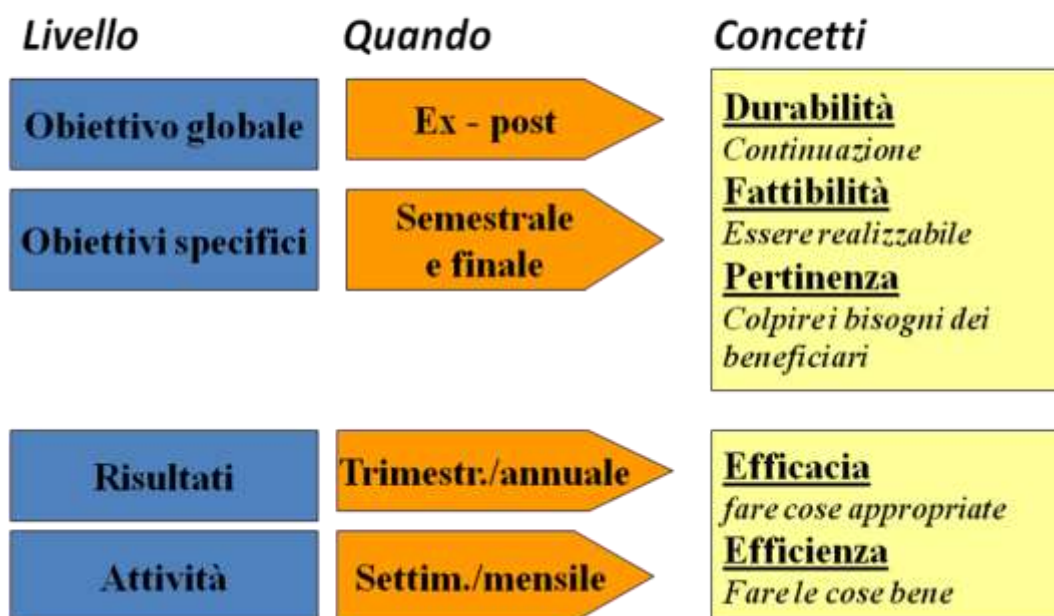 Livello Quando Concetti
Obiettivo globale
Ex - post
Durabilità
Continuazione
Fattibilità
Essere realizzabile
Pertinenza
Colpire i bisogni dei
beneficiari
Obiettivi specifici
Semestrale
e finale
Risultati
Trimestr./annuale
Efficacia
fare cose appropriate
Efficienza
Fare le cose bene
Attività
Settim./mensile